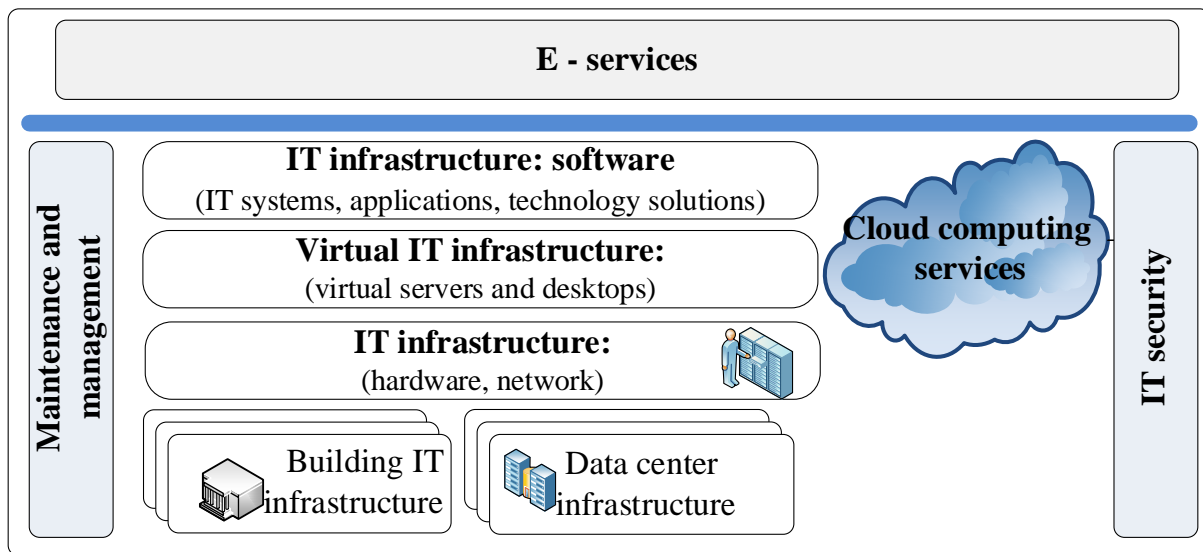 E - services
Maintenance and
management
IT infrastructure: software
(IT systems, applications, technology solutions)
Virtual IT infrastructure:
(virtual servers and desktops)
IT infrastructure:
(hardware, network)
Building IT
infrastructure
Data center
infrastructure
Cloud computing
services
IT security